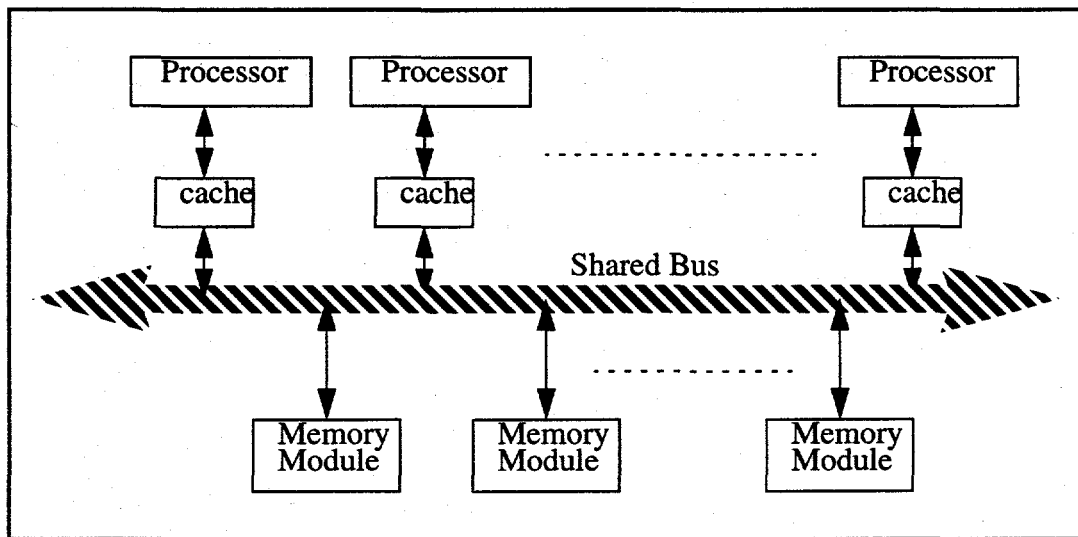 Processor
Processor
Processor
cache
cache
cache
Shared Bus
Memory
Module
Memory
Module
Memory
Module